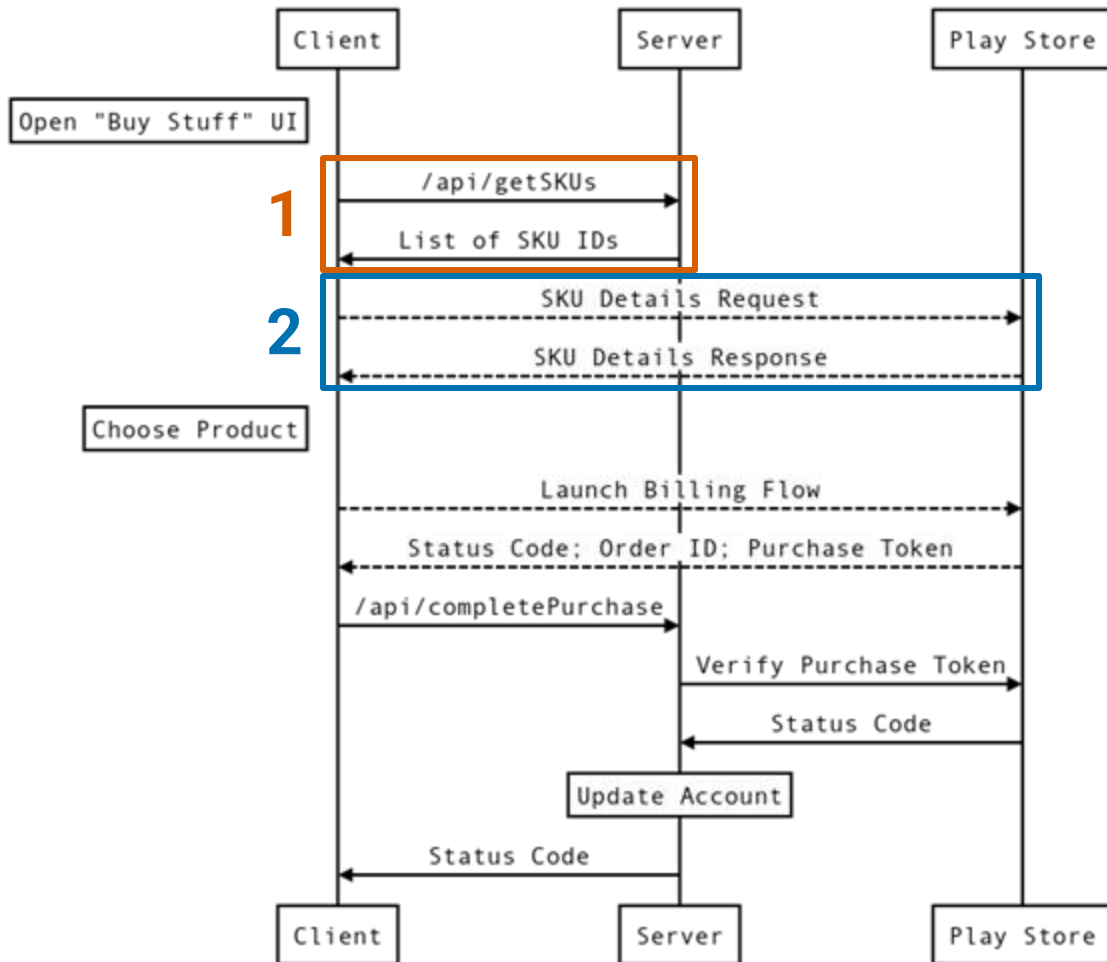 Client
Server
Play Store
Open "Buy Stuff" UI
1
/api/getSKUs
List of SKU IDs
2
SKU Details Request
SKU Details Response
Choose Product
Launch Billing Flow
Status Code; Order ID; Purchase Token
/api/completePurchase
Verify Purchase Token
Status Code
Update Account
Status Code
Client
Server
Play Store